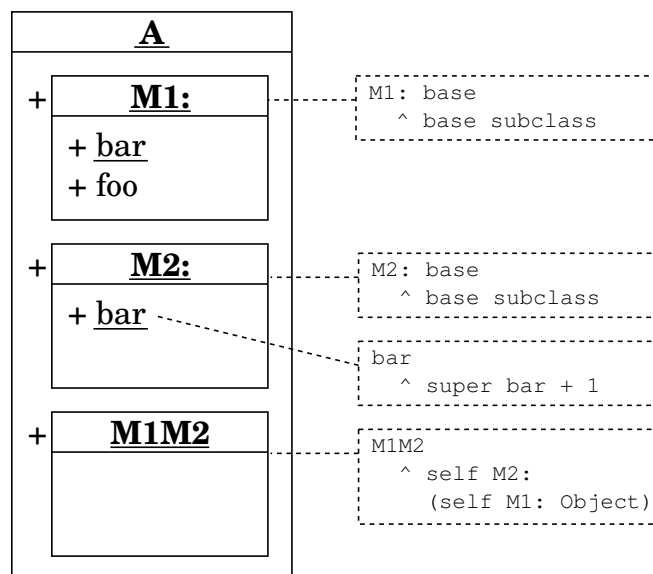 A
+ M1:
+ bar
+ foo
M1: base
^ base subclass
+ M2:
+ bar
M2: base
^ base subclass
bar
^ super bar + 1
+ M1M2
M1M2
^ self M2:
(self M1: Object)